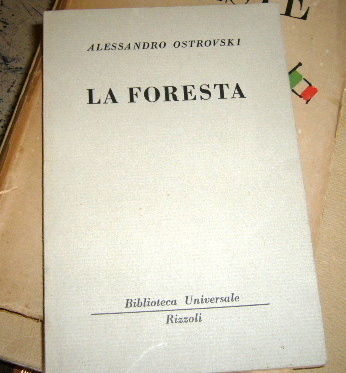 ALESSANDRO OSTROVSKI
LA FORESTA
Biblioteca Universale
Rizzoli